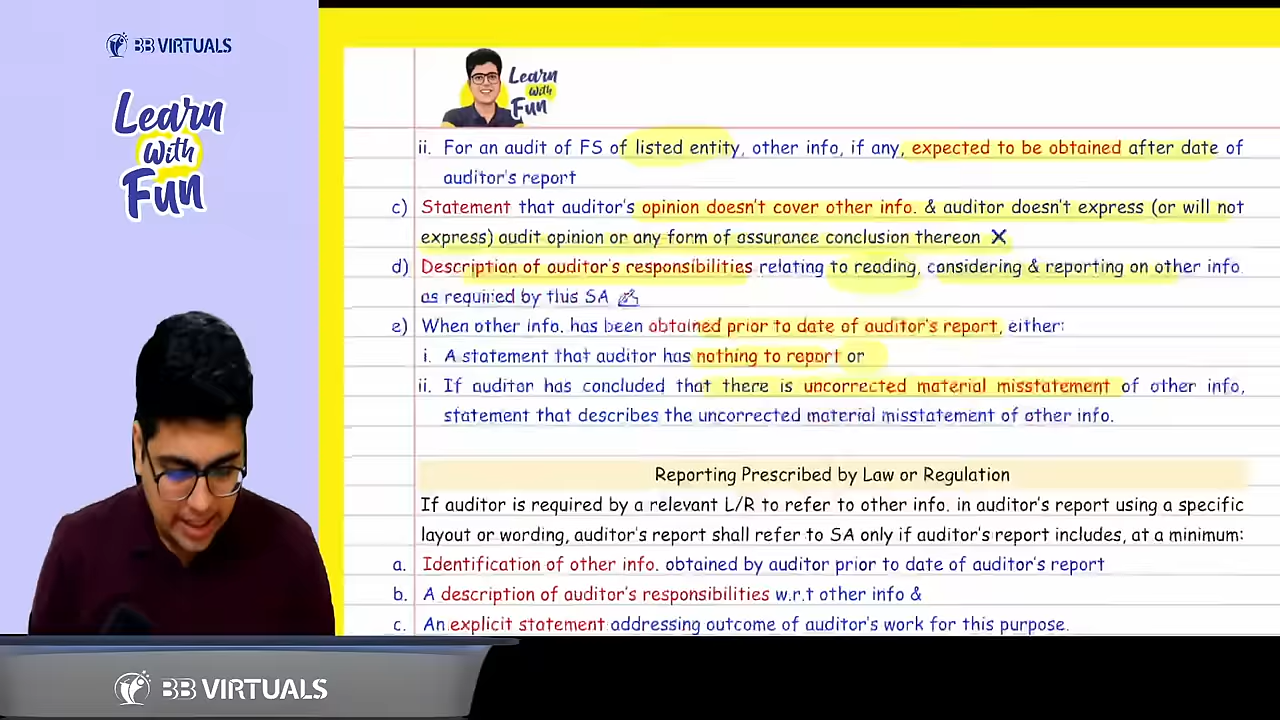 BB VIRTUALS
Learn
With
Fun
Learn
With
Fun
ii. For an audit of FS of listed entity, other info, if any, expected to be obtained after date of
auditor's report
c) Statement that auditor's opinion doesn't cover other info. & auditor doesn't express (or will not
express) audit opinion or any form of assurance conclusion thereon X
d) Description of auditor's responsibilities relating to reading, considering & reporting on other info
as required by this SA
e) When other info. has been obtained prior to date of auditor's report, either:
i. A statement that auditor has nothing to report or
ii. If auditor has concluded that there is uncorrected material misstatement of other info,
statement that describes the uncorrected material misstatement of other info.
Reporting Prescribed by Law or Regulation
If auditor is required by a relevant L/R to refer to other info. in auditor's report using a specific
layout or wording, auditor's report shall refer to SA only if auditor's report includes, at a minimum:
a. Identification of other info. obtained by auditor prior to date of auditor's report
b. A description of auditor's responsibilities w.r.t other info &
c. An explicit statement addressing outcome of auditor's work for this purpose.
BB VIRTUALS